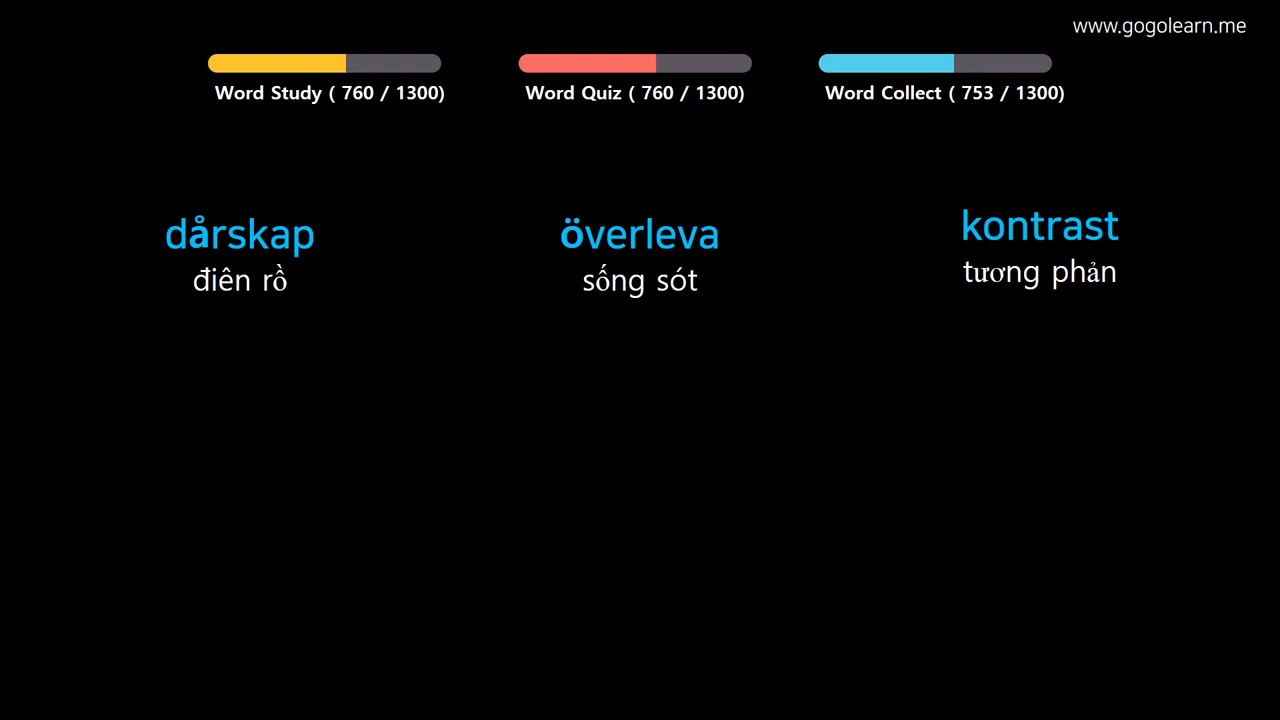 www.gogolearn.me
Word Study ( 760 / 1300)
Word Quiz ( 760 / 1300)
Word Collect ( 753 / 1300)
dårskap
điên rồ
överleva
sống sót
kontrast
tương phản